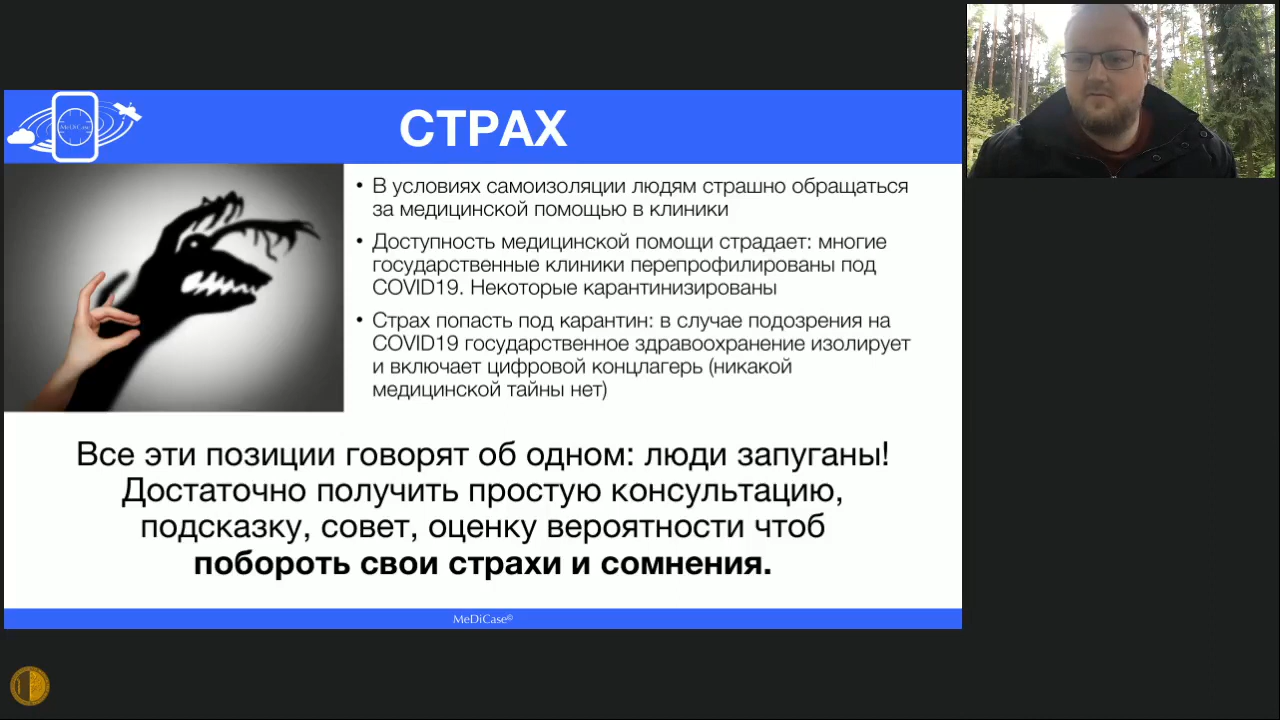 MeDiCase
СТРАХ
• В условиях самоизоляции людям страшно обращаться
за медицинской помощью в клиники
• Доступность медицинской помощи страдает: многие
государственные клиники перепрофилированы под
COVID19. Некоторые карантинизированы
• Страх попасть под карантин: в случае подозрения на
COVID19 государственное здравоохранение изолирует
и включает цифровой концлагерь (никакой
медицинской тайны нет)
Все эти позиции говорят об одном: люди запуганы!
Достаточно получить простую консультацию,
подсказку, совет, оценку вероятности чтоб
побороть свои страхи и сомнения.
MeDiCase©